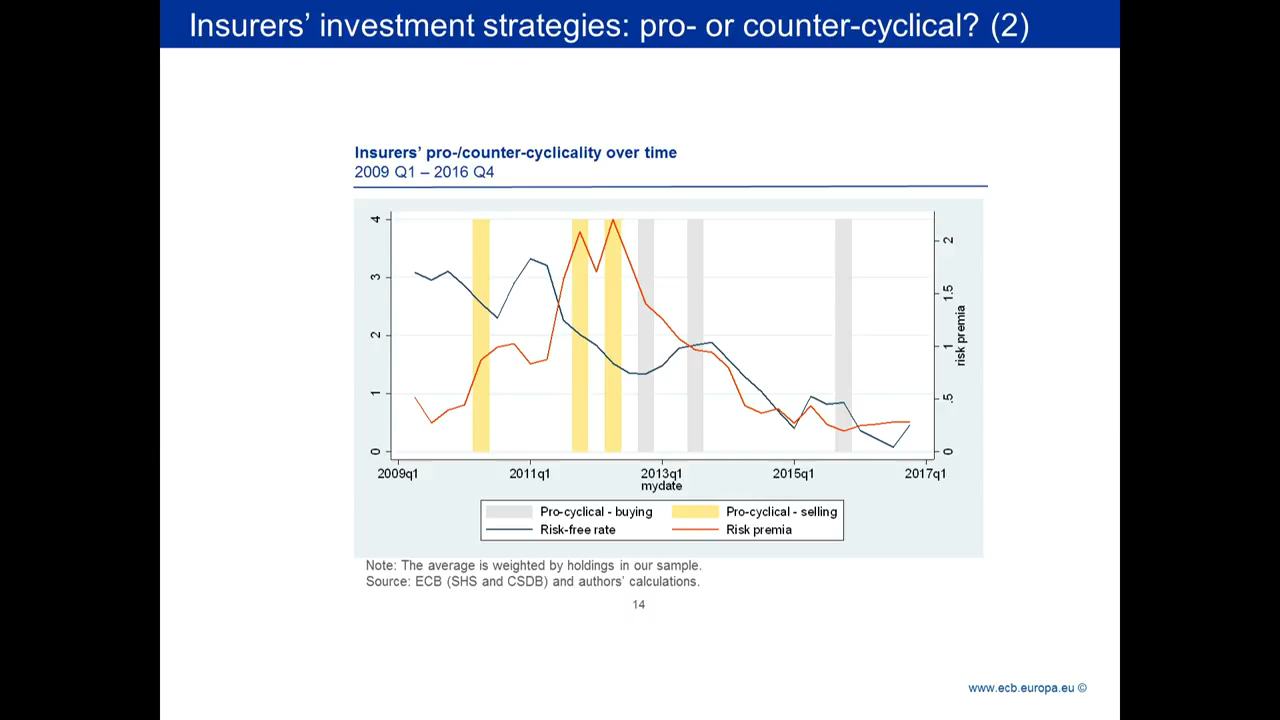 Insurers’ investment strategies: pro- or counter-cyclical? (2)
Insurers’ pro-/counter-cyclicality over time
2009 Q1 – 2016 Q4
4
3
2
1
0
2
1.5
1
.5
0
risk premia
2009q1 2011q1 2013q1 2015q1 2017q1
mydate
Pro-cyclical - buying Pro-cyclical - selling
Risk-free rate Risk premia
Note: The average is weighted by holdings in our sample.
Source: ECB (SHS and CSDB) and authors’ calculations.
14
www.ecb.europa.eu ©